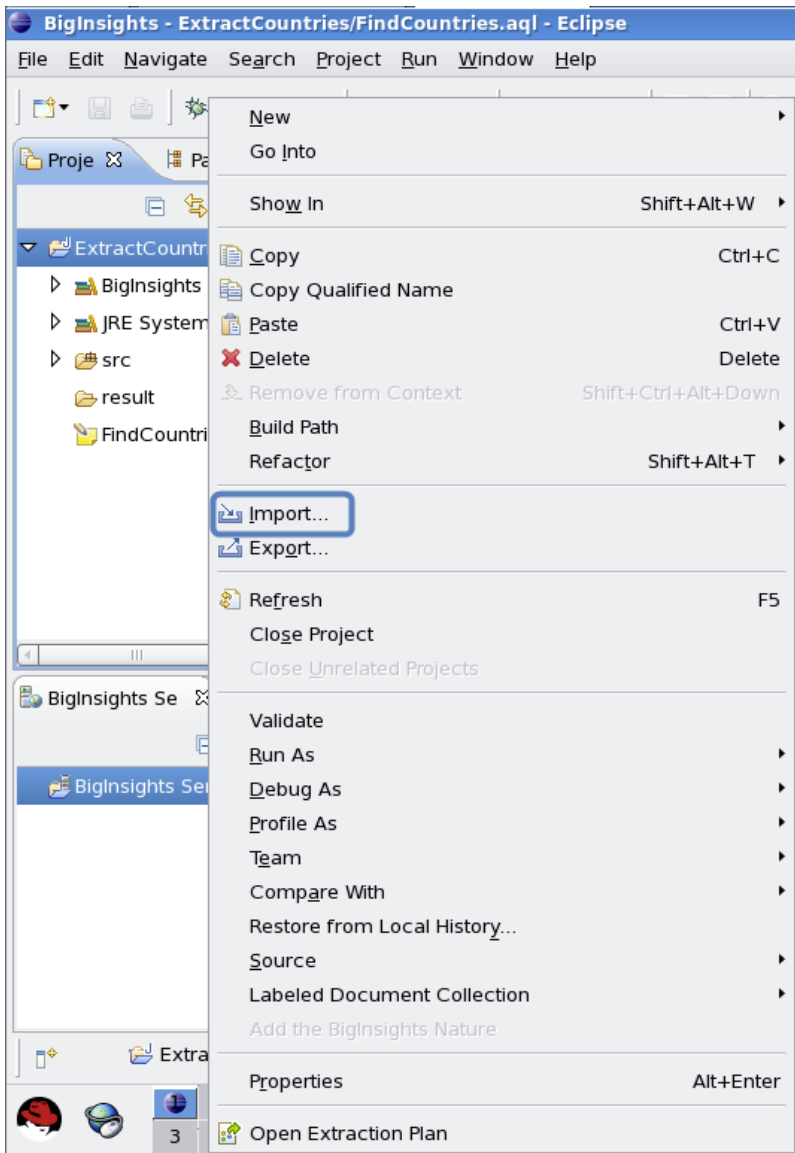 BigInsights - ExtractCountries/FindCountries.aql - Eclipse
File Edit Navigate Search Project Run Window Help
Proje Pa
ExtractCountr
BigInsights
JRE System
src
result
FindCountri
BigInsights Se
BigInsights Ser
Extra
3
New
Go Into
Show In Shift+Alt+W
Copy Ctrl+C
Copy Qualified Name
Paste Ctrl+V
Delete Delete
Remove from Context Shift+Ctrl+Alt+Down
Build Path
Refactor Shift+Alt+T
Import...
Export...
Refresh F5
Close Project
Close Unrelated Projects
Validate
Run As
Debug As
Profile As
Team
Compare With
Restore from Local History...
Source
Labeled Document Collection
Add the BigInsights Nature
Properties Alt+Enter
Open Extraction Plan